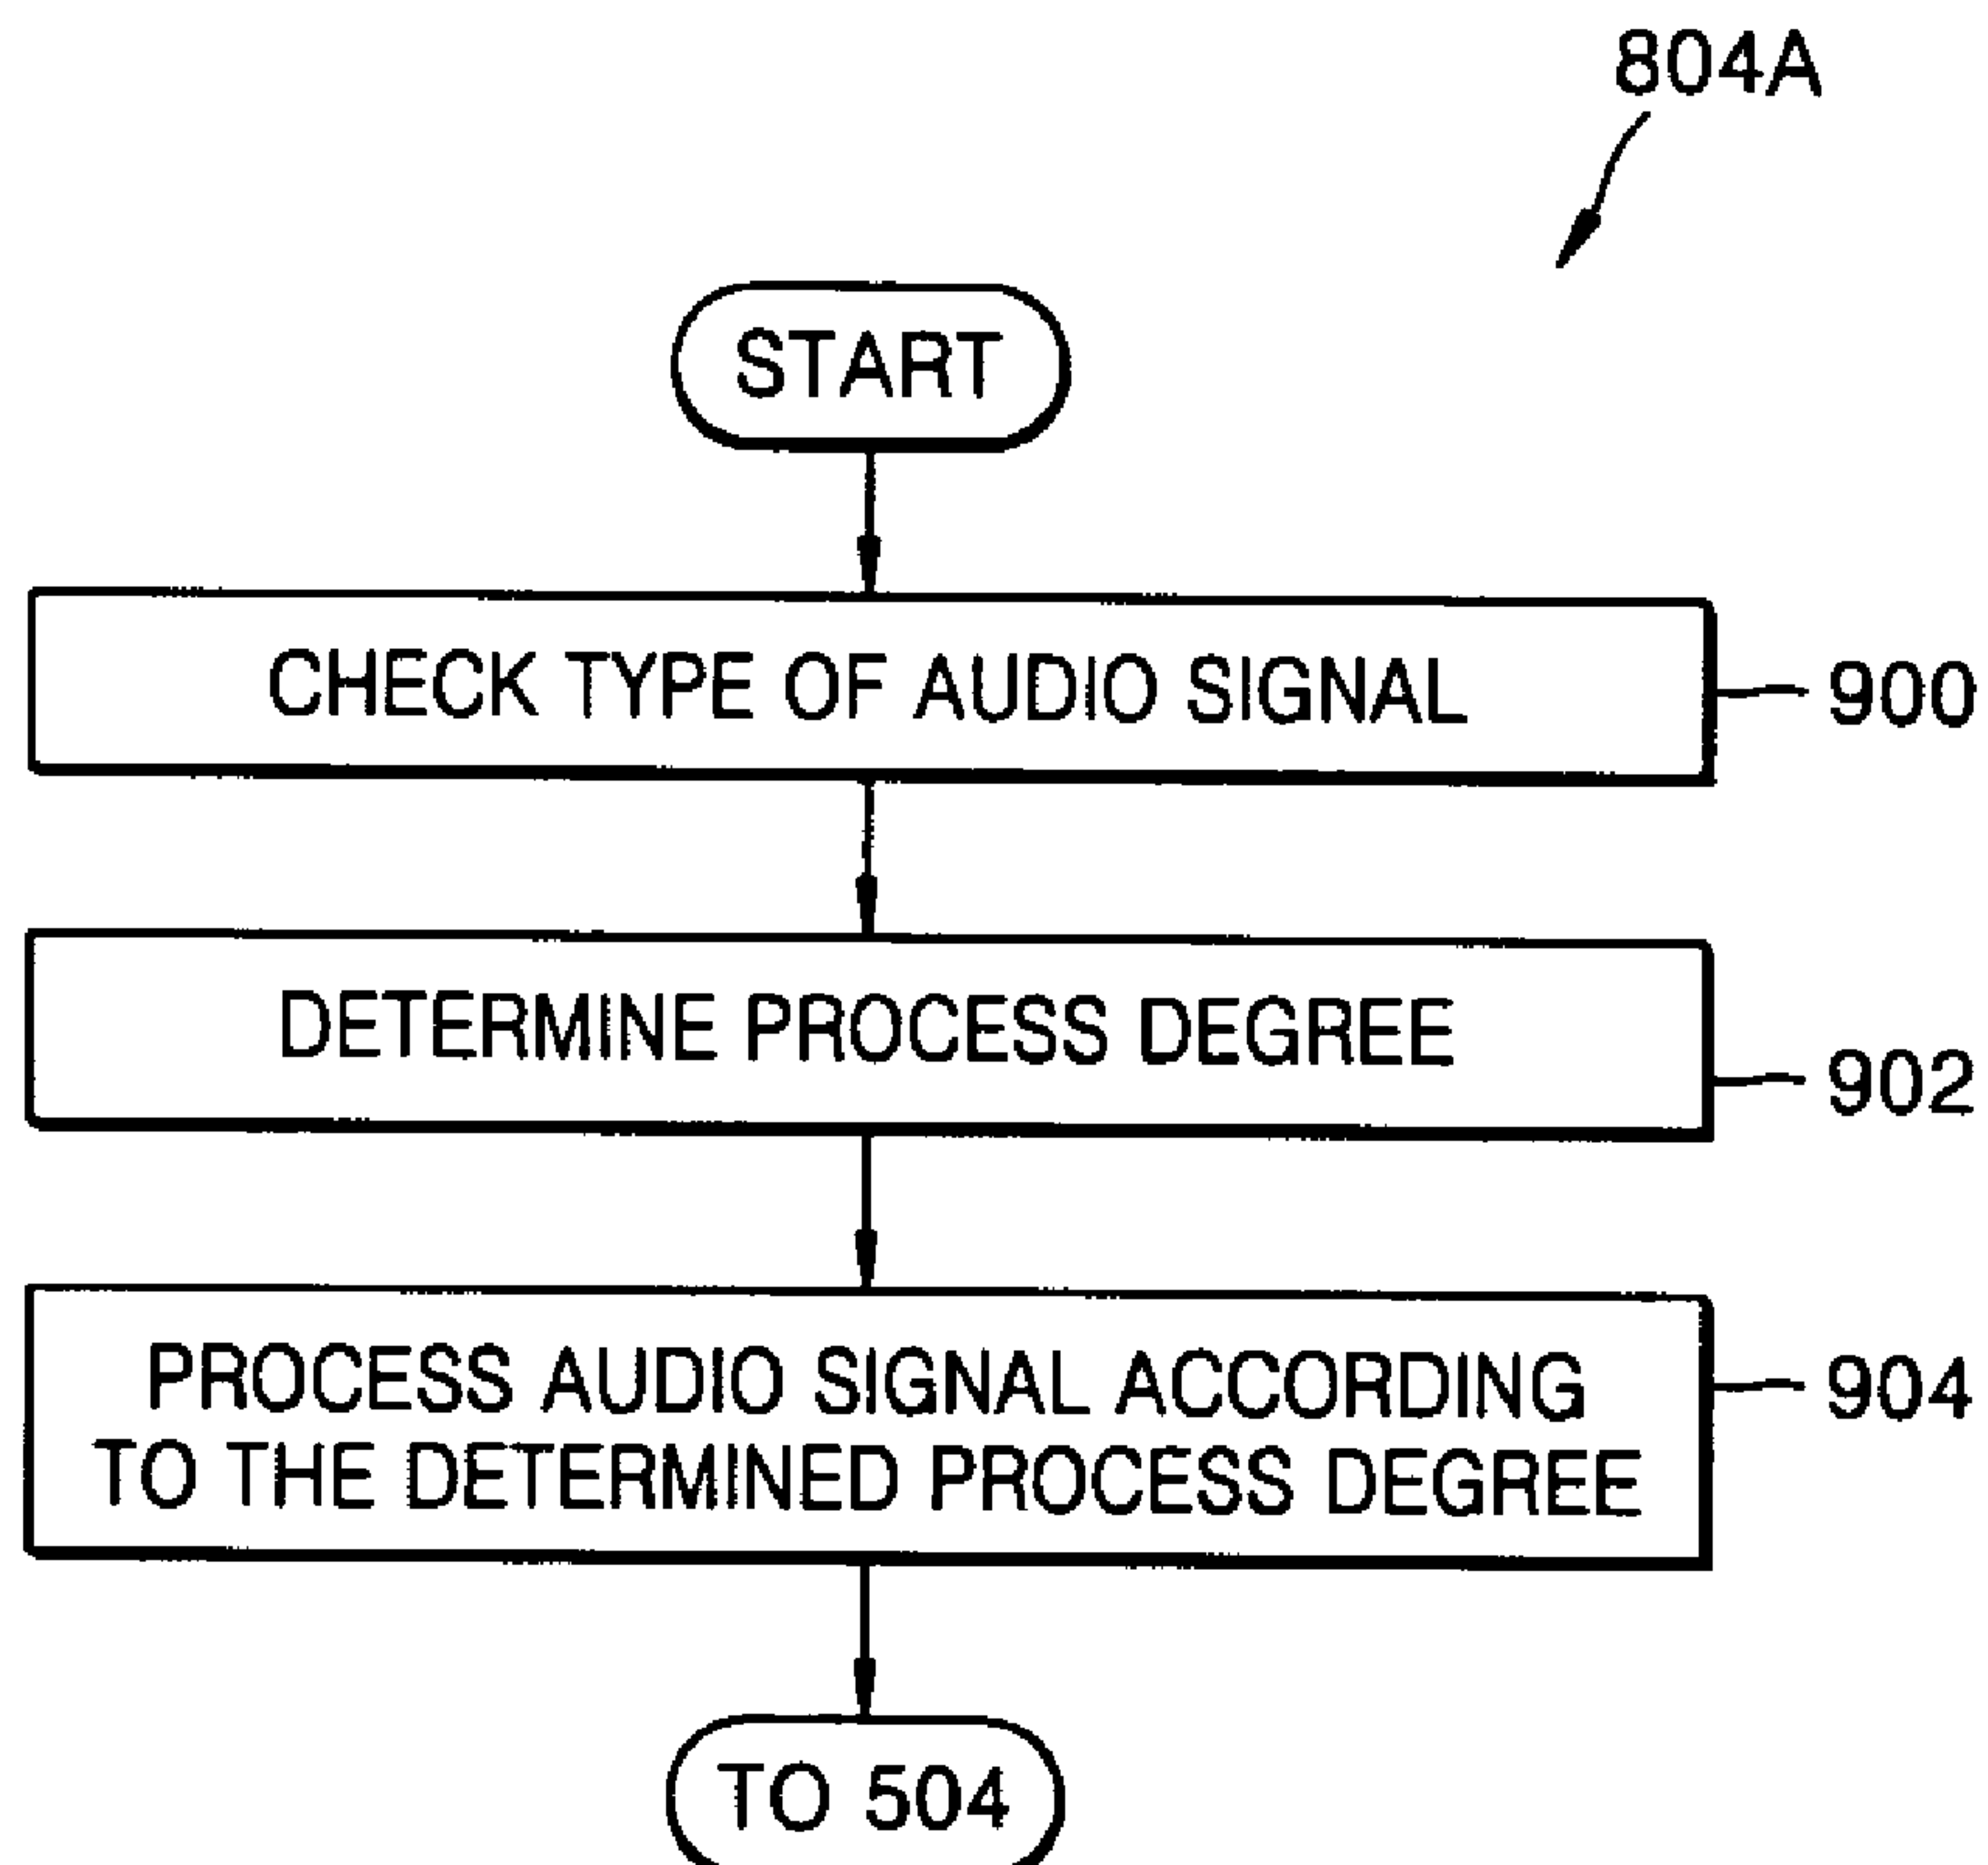 804A
START
CHECK TYPE OF AUDIO SIGNAL
900
DETERMINE PROCESS DEGREE
902
PROCESS AUDIO SIGNAL ACCORDING
TO THE DETERMINED PROCESS DEGREE
904
TO 504